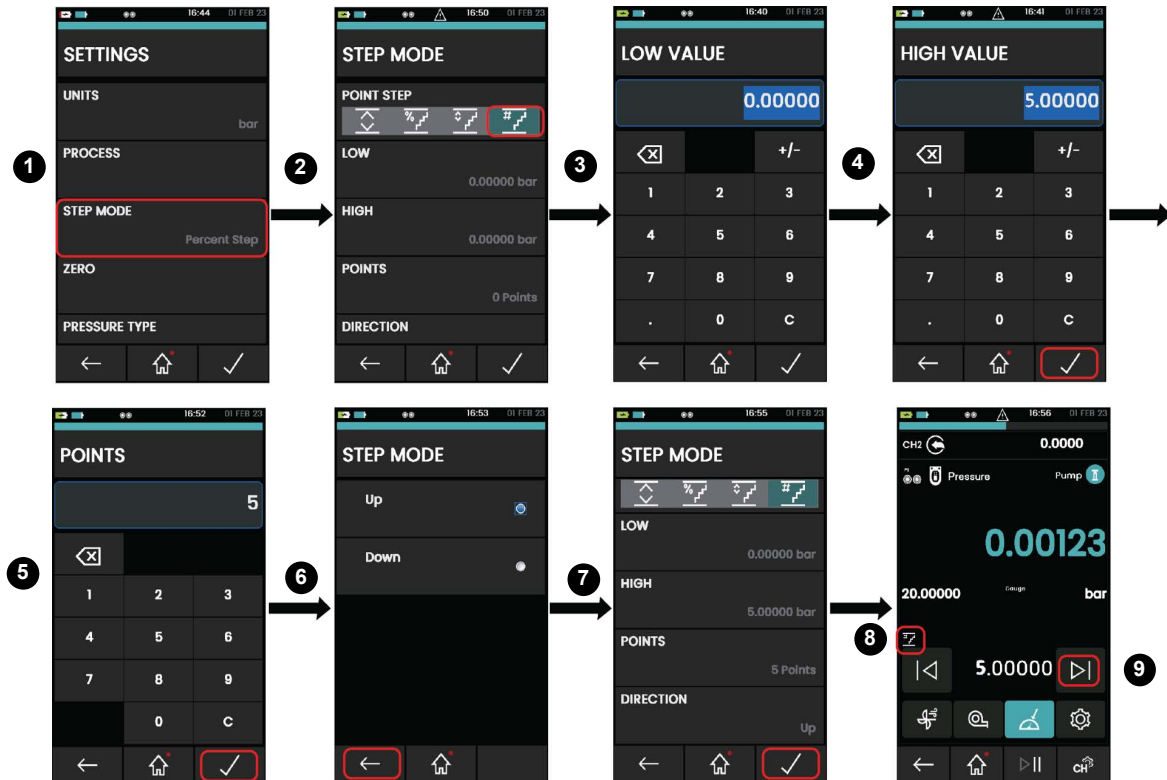 16:44 01 FEB 23
SETTINGS
UNITS
bar
PROCESS
STEP MODE
Percent Step
ZERO
PRESSURE TYPE
1
16:50 01 FEB 23
STEP MODE
POINT STEP
% #
LOW
0.00000 bar
HIGH
0.00000 bar
POINTS
0 Points
DIRECTION
2
16:40 01 FEB 23
LOW VALUE
0.00000
+/-
1 2 3
4 5 6
7 8 9
. 0 C
3
16:41 01 FEB 23
HIGH VALUE
5.00000
+/-
1 2 3
4 5 6
7 8 9
. 0 C
4
16:52 01 FEB 23
POINTS
5
1 2 3
4 5 6
7 8 9
0 C
5
16:53 01 FEB 23
STEP MODE
Up
Down
6
16:55 01 FEB 23
STEP MODE
% #
LOW
0.00000 bar
HIGH
5.00000 bar
POINTS
5 Points
DIRECTION
Up
7
16:56 01 FEB 23
CH2 0.0000
Pressure Pump
0.00123
20.00000 Gauge bar
8
5.00000
9
CH